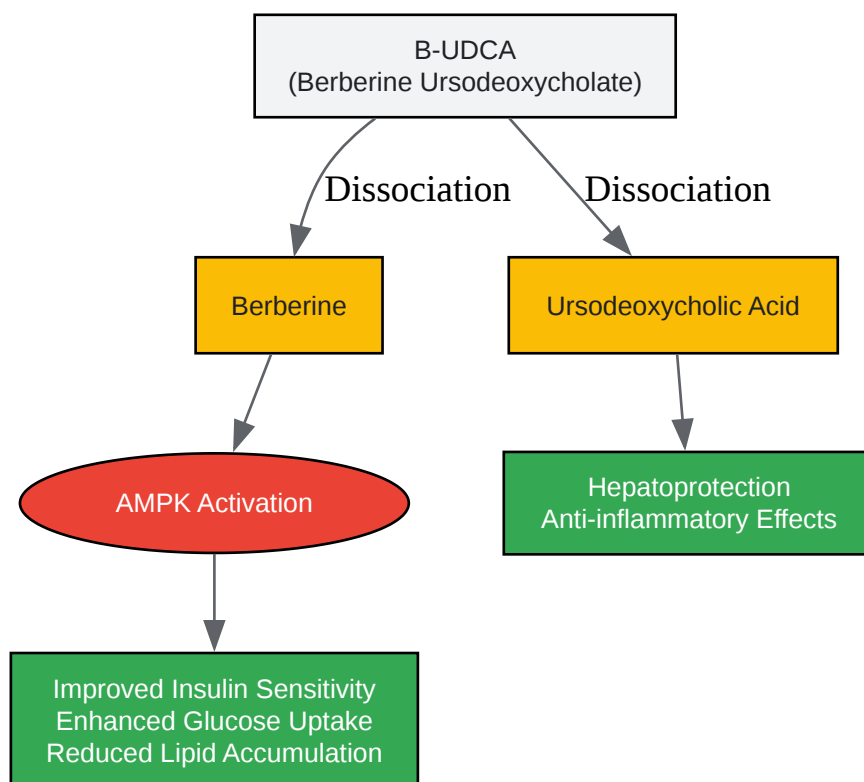 B-UDCA
(Berberine Ursodeoxycholate)
Dissociation
Dissociation
Berberine
Ursodeoxycholic Acid
AMPK Activation
Hepatoprotection
Anti-inflammatory Effects
Improved Insulin Sensitivity
Enhanced Glucose Uptake
Reduced Lipid Accumulation